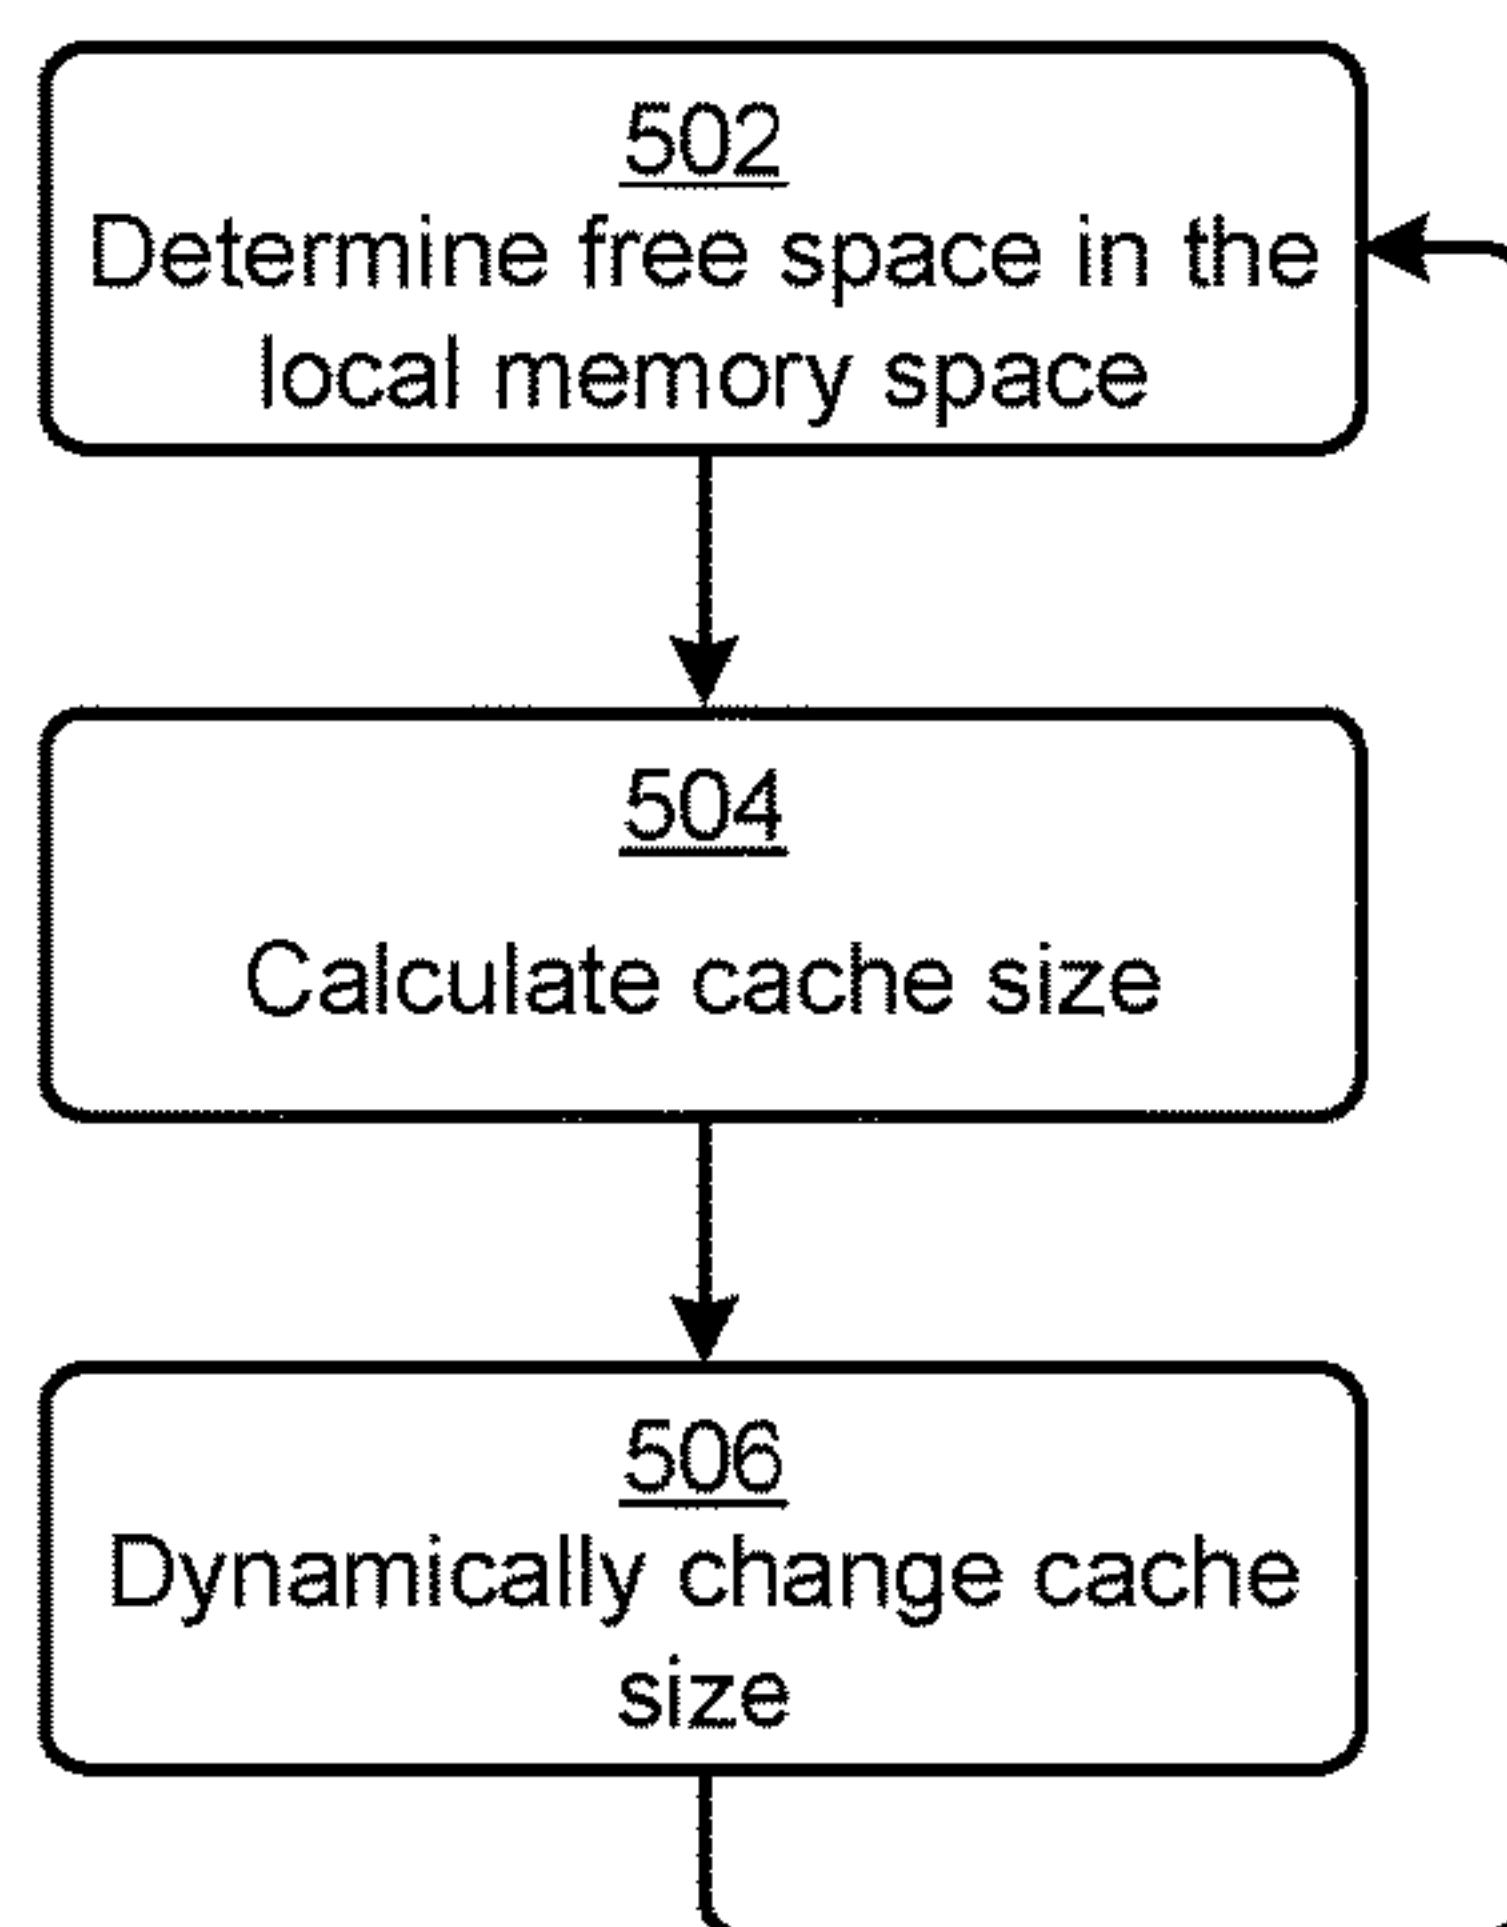 502
Determine free space in the
local memory space
504
Calculate cache size
506
Dynamically change cache
size